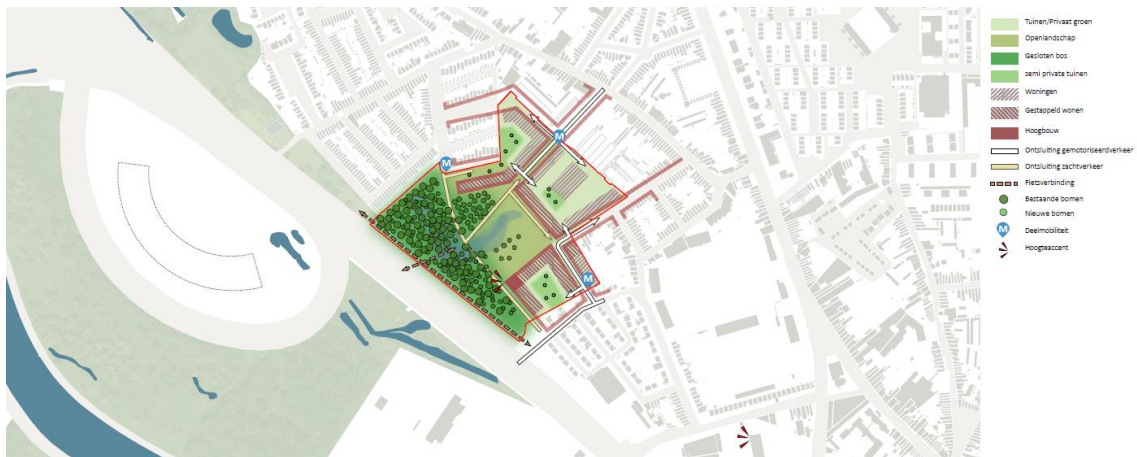 Tuinen/Privaat groen
Openlandschap
Gesloten bos
semi private tuinen
Woningen
Gestappeld wonen
Hoogbouw
Ontsluiting gemotoriseerdverkeer
Ontsluiting zachtverkeer
Fietsverbinding
Bestaande bomen
Nieuwe bomen
M Deelmobiliteit
Hoogteaccent
M
M
M